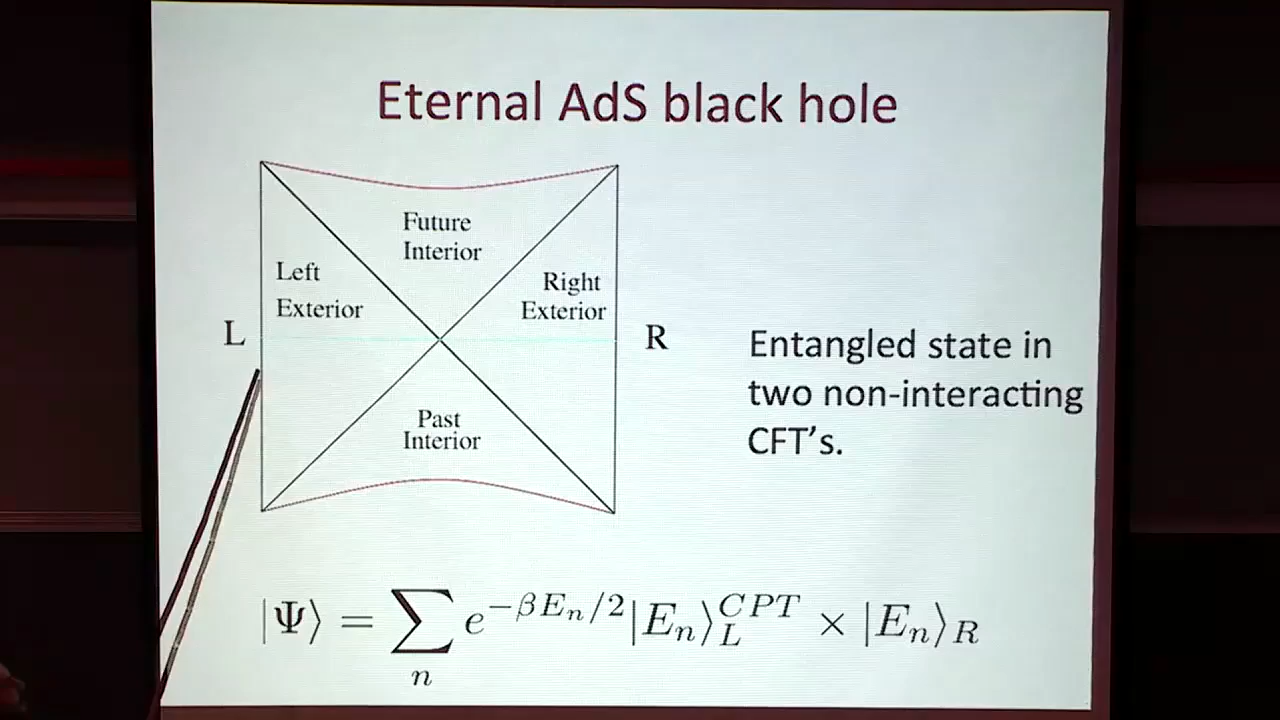 Eternal AdS black hole
Future
Interior
Left
Exterior
Right
Exterior
L
R
Past
Interior
Entangled state in
two non-interacting
CFT's.
|Ψ⟩ = ∑_n e^{-βE_n/2}|E_n⟩_L^{CPT} × |E_n⟩_R